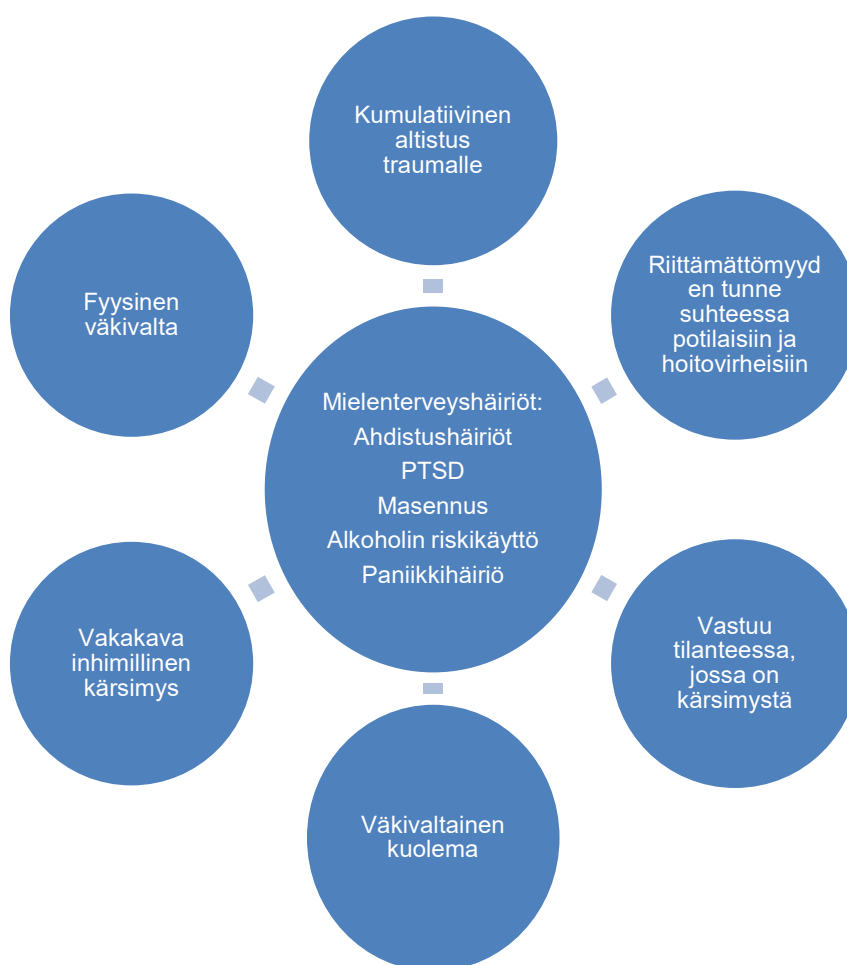 Kumulatiivinen
altistus
traumalle
Riittämättömyyd
en tunne
suhteessa
potilaisiin ja
hoitovirheisiin
Fyysinen
väkivalta
Mielenterveyshäiriöt:
Ahdistushäiriöt
PTSD
Masennus
Alkoholin riskikäyttö
Paniikkihäiriö
Vastuu
tilanteessa,
jossa on
kärsimystä
Vakakava
inhimillinen
kärsimys
Väkivaltainen
kuolema